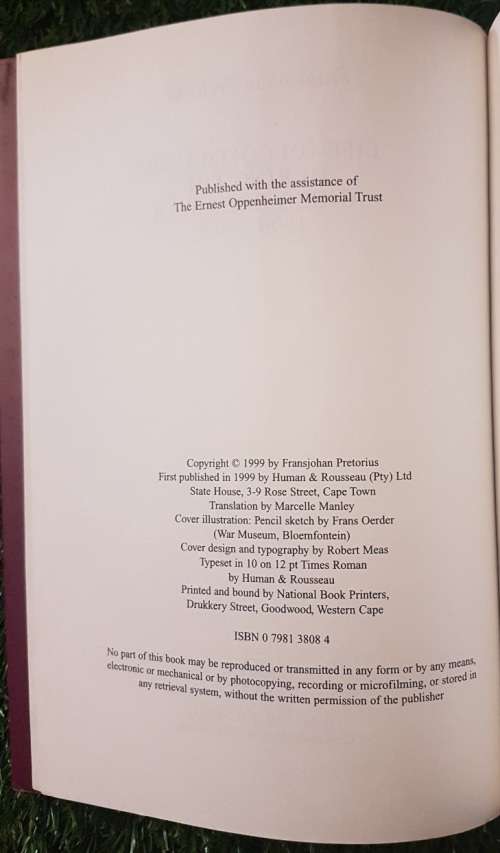 Published with the assistance of
The Ernest Oppenheimer Memorial Trust
Copyright © 1999 by Fransjohan Pretorius
First published in 1999 by Human & Rousseau (Pty) Ltd
State House, 3-9 Rose Street, Cape Town
Translation by Marcelle Manley
Cover illustration: Pencil sketch by Frans Oerder
(War Museum, Bloemfontein)
Cover design and typography by Robert Meas
Typeset in 10 on 12 pt Times Roman
by Human & Rousseau
Printed and bound by National Book Printers,
Drukkery Street, Goodwood, Western Cape
ISBN 0 7981 3808 4
No part of this book may be reproduced or transmitted in any form or by any means,
electronic or mechanical or by photocopying, recording or microfilming, or stored in
any retrieval system, without the written permission of the publisher